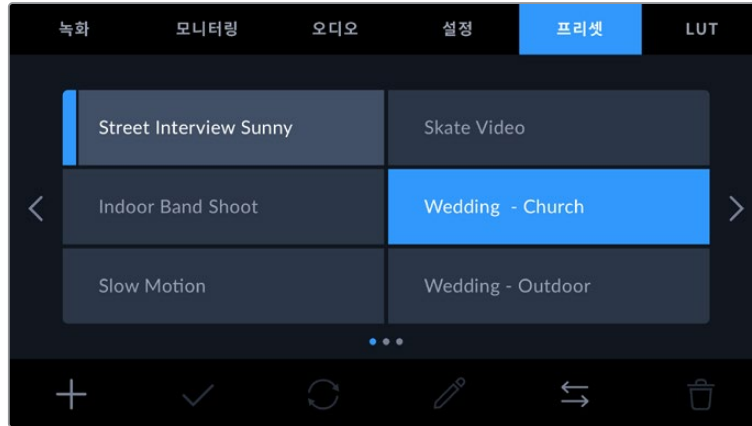 녹화 모니터링 오디오 설정 프리셋 LUT
Street Interview Sunny Skate Video
Indoor Band Shoot Wedding - Church
Slow Motion Wedding - Outdoor